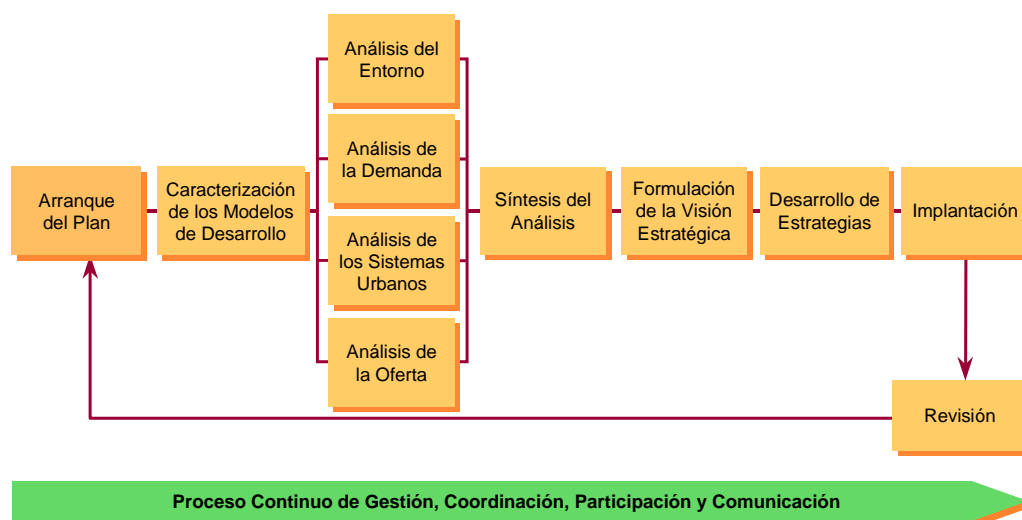 Arranque
del Plan
Caracterización
de los Modelos
de Desarrollo
Análisis del
Entorno
Análisis de
la Demanda
Análisis de
los Sistemas
Urbanos
Análisis de
la Oferta
Síntesis del
Análisis
Formulación
de la Visión
Estratégica
Desarrollo de
Estrategias
Implantación
Revisión
Proceso Continuo de Gestión, Coordinación, Participación y Comunicación